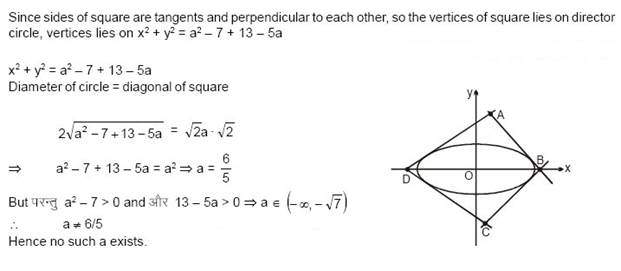 Since sides of square are tangents and perpendicular to each other, so the vertices of square lies on director
circle, vertices lies on x² + y² = a² – 7 + 13 – 5a
x² + y² = a² – 7 + 13 – 5a
Diameter of circle = diagonal of square
2√(a² – 7 + 13 – 5a) = √2a · √2
⇒ a² – 7 + 13 – 5a = a² ⇒ a = 6/5
But परन्तु a² – 7 > 0 and और 13 – 5a > 0 ⇒ a ∈ (–∞, –√7)
∴ a ≠ 6/5
Hence no such a exists.
y
A
B
x
D
O
C